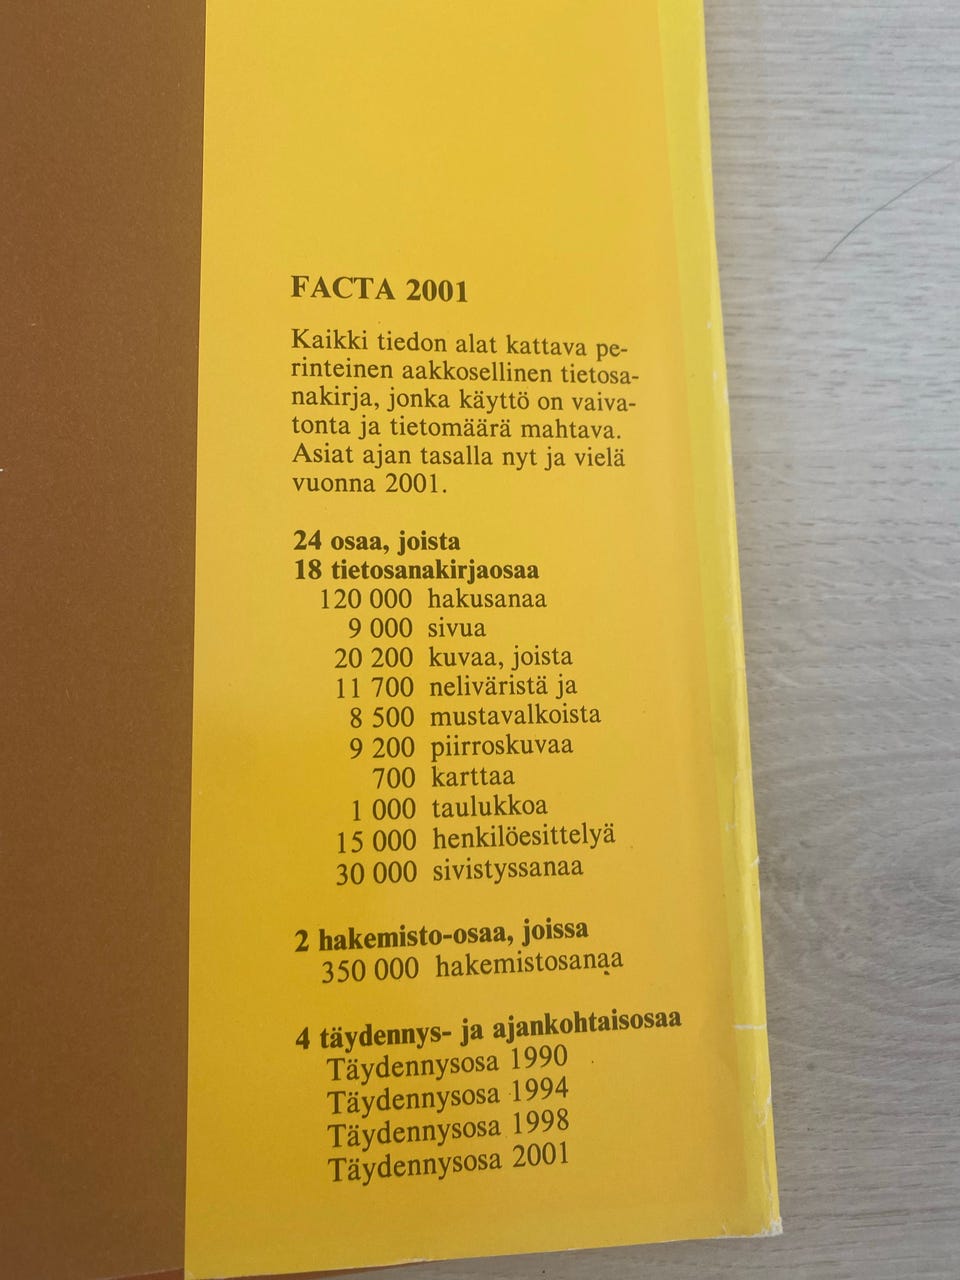 FACTA 2001
Kaikki tiedon alat kattava pe-
rinteinen aakkosellinen tietosa-
nakirja, jonka käyttö on vaiva-
tonta ja tietomäärä mahtava.
Asiat ajan tasalla nyt ja vielä
vuonna 2001.
24 osaa, joista
18 tietosanakirjaosaa
120 000 hakusanaa
9 000 sivua
20 200 kuvaa, joista
11 700 neliväristä ja
8 500 mustavalkoista
9 200 piirroskuvaa
700 karttaa
1 000 taulukkoa
15 000 henkilöesittelyä
30 000 sivistyssanaa
2 hakemisto-osaa, joissa
350 000 hakemistosanaa
4 täydennys- ja ajankohtaisosaa
Täydennysosa 1990
Täydennysosa 1994
Täydennysosa 1998
Täydennysosa 2001